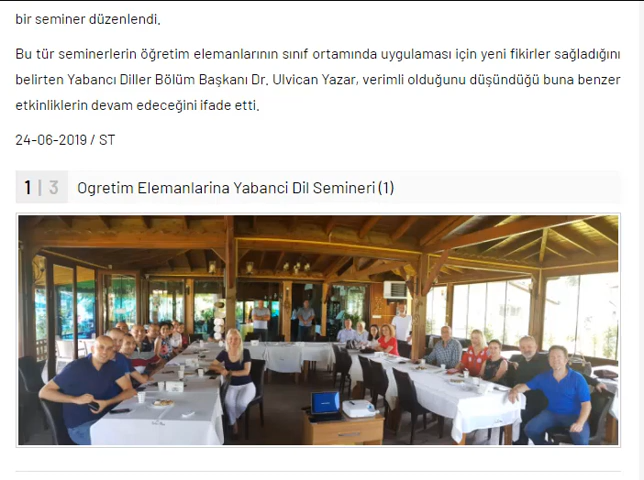 bir seminer düzenlendi.
Bu tür seminerlerin öğretim elemanlarının sınıf ortamında uygulaması için yeni fikirler sağladığını
belirten Yabancı Diller Bölüm Başkanı Dr. Ulvican Yazar, verimli olduğunu düşündüğü buna benzer
etkinliklerin devam edeceğini ifade etti.
24-06-2019 / ST
1 | 3 Ogretim Elemanlarina Yabanci Dil Semineri (1)